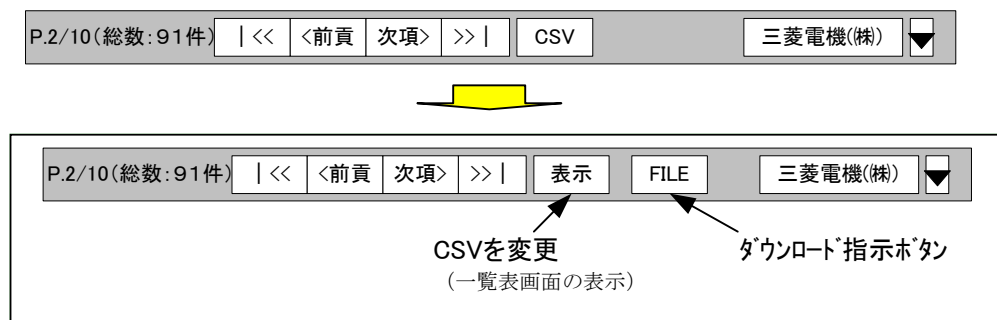 P.2/10(総数:91件) |<< <前頁 次項> >>| CSV 三菱電機(㈱) ▼
P.2/10(総数:91件) |<< <前頁 次項> >>| 表示 FILE 三菱電機(㈱) ▼
CSVを変更 ﾀﾞｳﾝﾛｰﾄﾞ指示ﾎﾞﾀﾝ
(一覧表画面の表示)